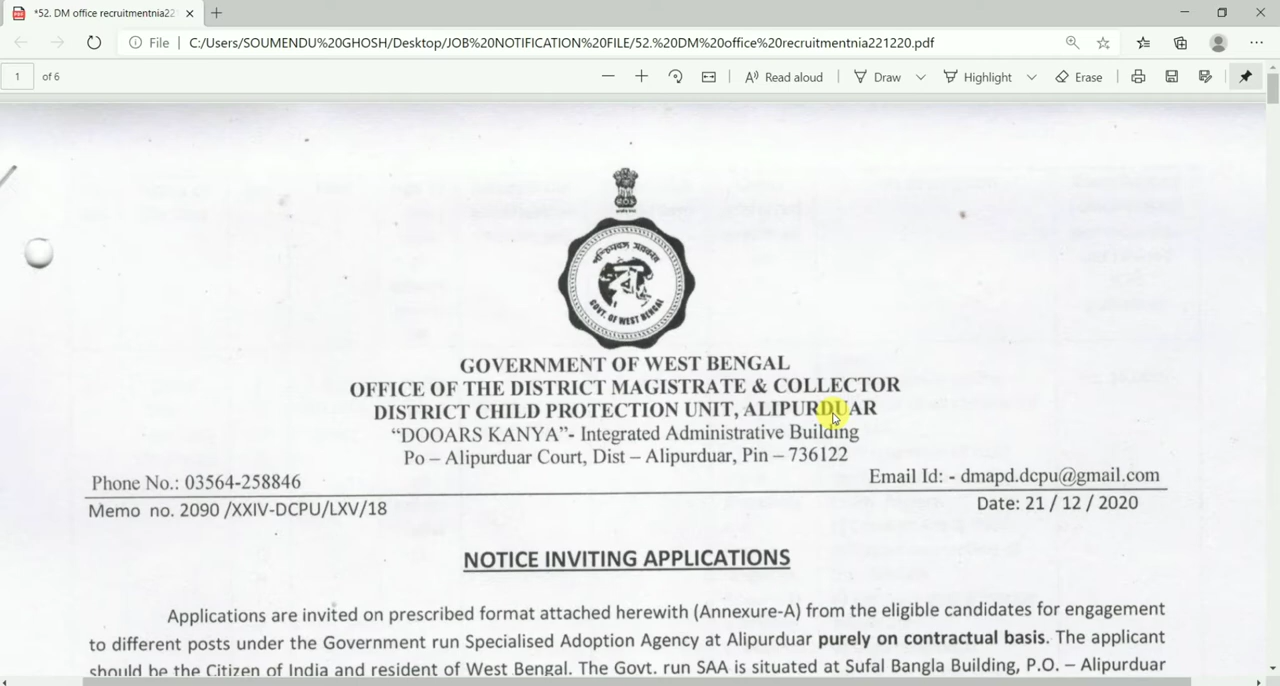 *52. DM office recruitmentnia221
File
C:/Users/SOUMENDU%20GHOSH/Desktop/JOB%20NOTIFICATION%20FILE/52.%20DM%20office%20recruitmentnia221220.pdf
1 of 6
Read aloud
Draw
Highlight
Erase
GOVT. OF WEST BENGAL
GOVERNMENT OF WEST BENGAL
OFFICE OF THE DISTRICT MAGISTRATE & COLLECTOR
DISTRICT CHILD PROTECTION UNIT, ALIPURDUAR
“DOOARS KANYA”- Integrated Administrative Building
Po – Alipurduar Court, Dist – Alipurduar, Pin – 736122
Phone No.: 03564-258846
Email Id: - dmapd.dcpu@gmail.com
Memo no. 2090 /XXIV-DCPU/LXV/18
Date: 21 / 12 / 2020
NOTICE INVITING APPLICATIONS
Applications are invited on prescribed format attached herewith (Annexure-A) from the eligible candidates for engagement
to different posts under the Government run Specialised Adoption Agency at Alipurduar purely on contractual basis. The applicant
should be the Citizen of India and resident of West Bengal. The Govt. run SAA is situated at Sufal Bangla Building, P.O. – Alipurduar